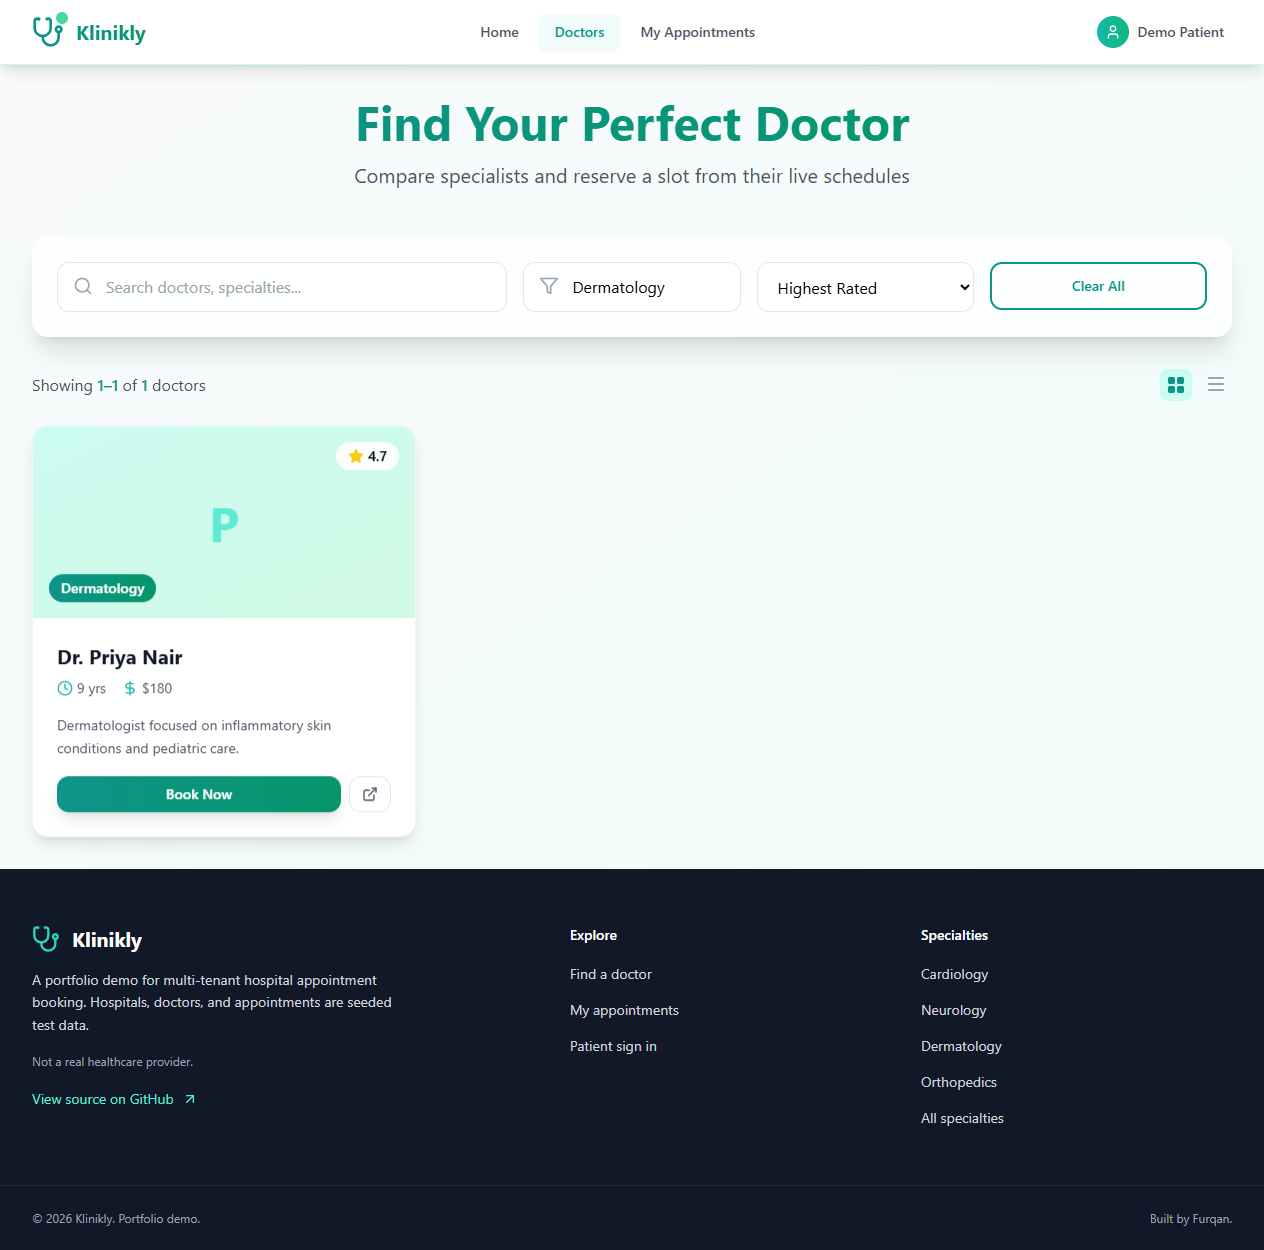 Klinikly
Home
Doctors
My Appointments
Demo Patient
Find Your Perfect Doctor
Compare specialists and reserve a slot from their live schedules
Search doctors, specialties...
Dermatology
Highest Rated
Clear All
Showing 1–1 of 1 doctors
4.7
P
Dermatology
Dr. Priya Nair
9 yrs
$180
Dermatologist focused on inflammatory skin
conditions and pediatric care.
Book Now
Klinikly
A portfolio demo for multi-tenant hospital appointment
booking. Hospitals, doctors, and appointments are seeded
test data.
Not a real healthcare provider.
View source on GitHub
Explore
Find a doctor
My appointments
Patient sign in
Specialties
Cardiology
Neurology
Dermatology
Orthopedics
All specialties
© 2026 Klinikly. Portfolio demo.
Built by Furqan.